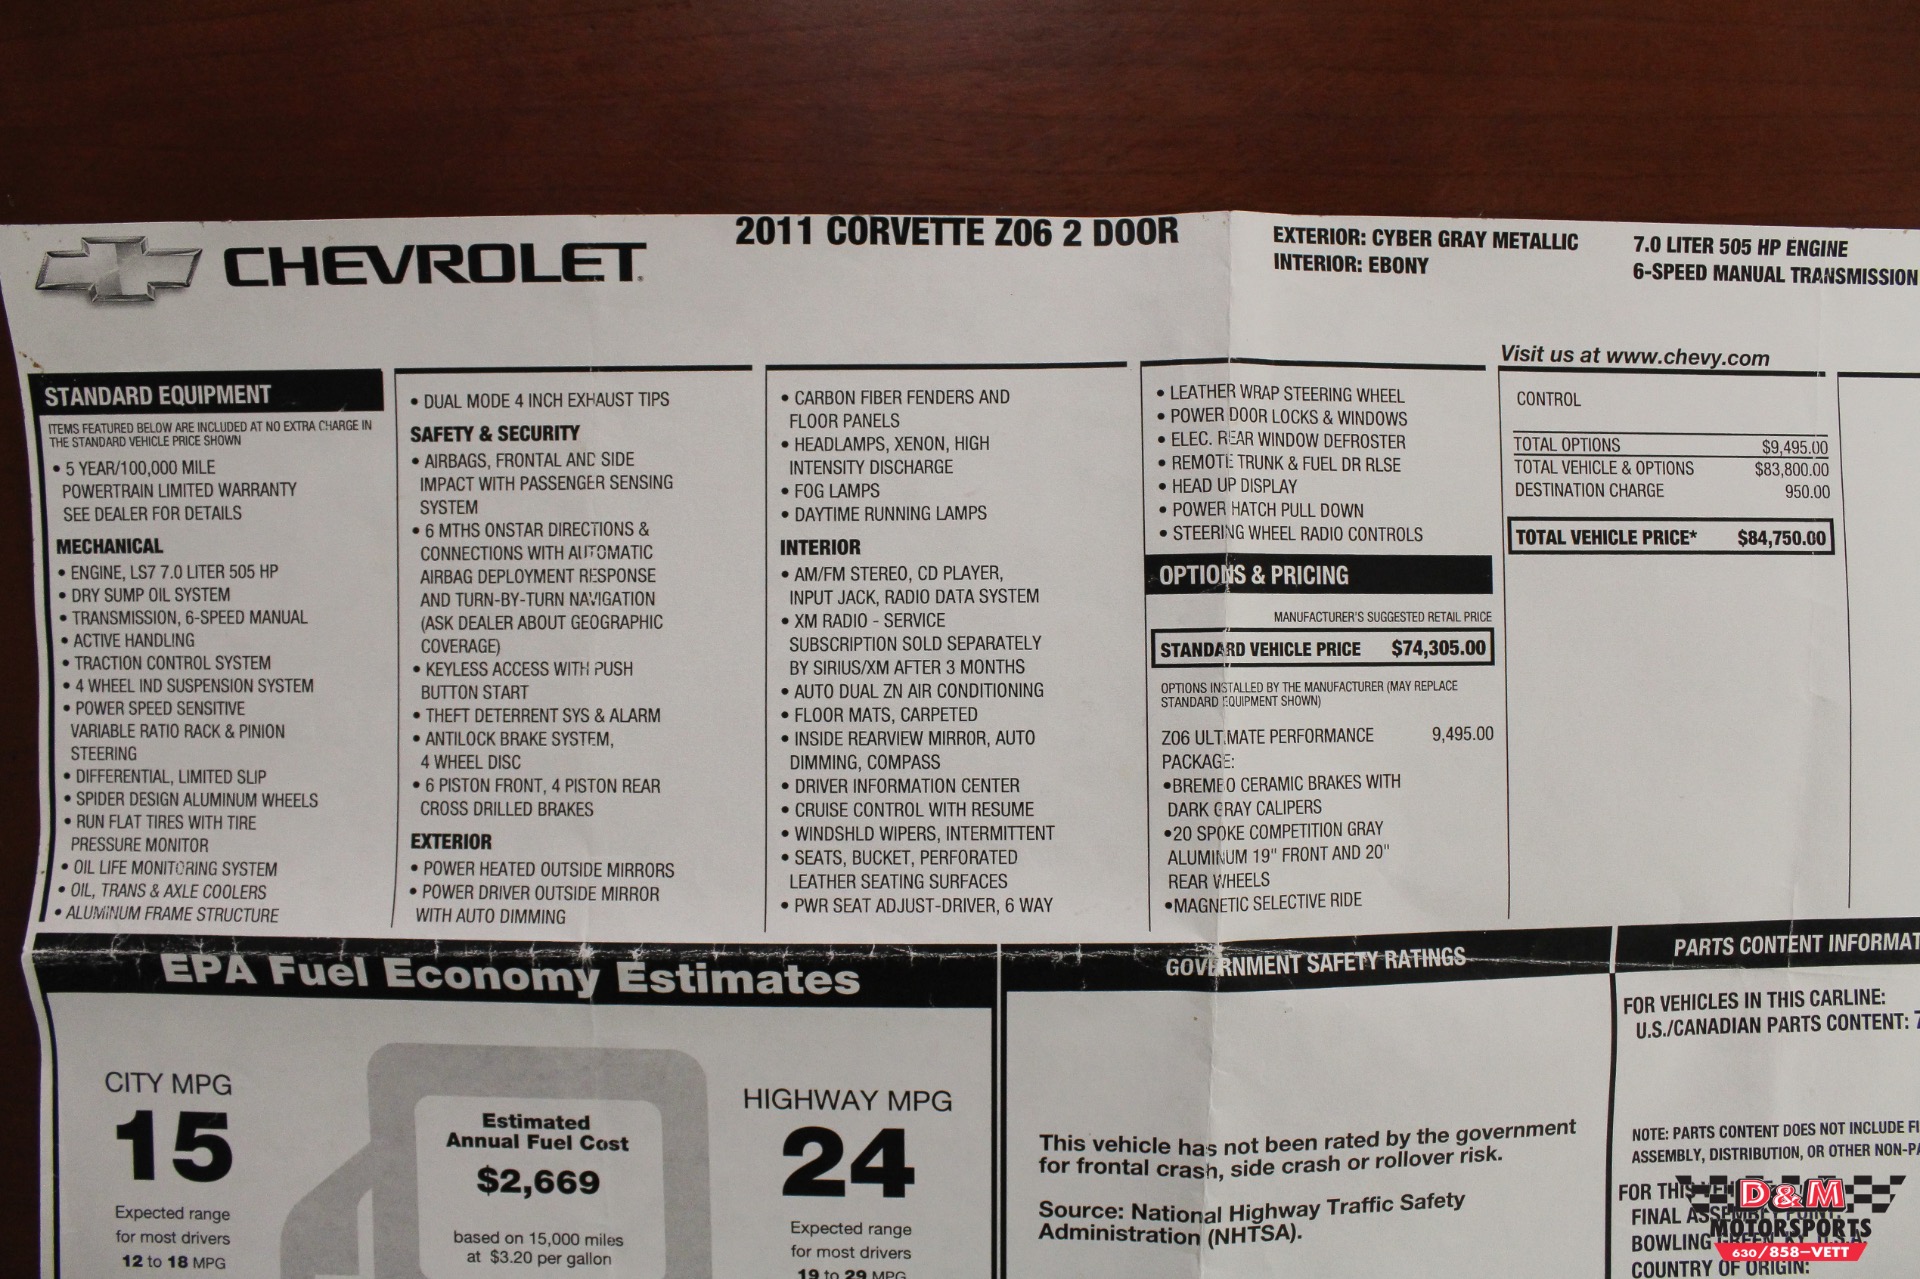 CHEVROLET
2011 CORVETTE Z06 2 DOOR
EXTERIOR: CYBER GRAY METALLIC
INTERIOR: EBONY
7.0 LITER 505 HP ENGINE
6-SPEED MANUAL TRANSMISSION
Visit us at www.chevy.com
STANDARD EQUIPMENT
ITEMS FEATURED BELOW ARE INCLUDED AT NO EXTRA CHARGE IN
THE STANDARD VEHICLE PRICE SHOWN
• 5 YEAR/100,000 MILE
POWERTRAIN LIMITED WARRANTY
SEE DEALER FOR DETAILS
MECHANICAL
• ENGINE, LS7 7.0 LITER 505 HP
• DRY SUMP OIL SYSTEM
• TRANSMISSION, 6-SPEED MANUAL
• ACTIVE HANDLING
• TRACTION CONTROL SYSTEM
• 4 WHEEL IND SUSPENSION SYSTEM
• POWER SPEED SENSITIVE
VARIABLE RATIO RACK & PINION
STEERING
• DIFFERENTIAL, LIMITED SLIP
• SPIDER DESIGN ALUMINUM WHEELS
• RUN FLAT TIRES WITH TIRE
PRESSURE MONITOR
• OIL LIFE MONITORING SYSTEM
• OIL, TRANS & AXLE COOLERS
• ALUMINUM FRAME STRUCTURE
• DUAL MODE 4 INCH EXHAUST TIPS
SAFETY & SECURITY
• AIRBAGS, FRONTAL AND SIDE
IMPACT WITH PASSENGER SENSING
SYSTEM
• 6 MTHS ONSTAR DIRECTIONS &
CONNECTIONS WITH AUTOMATIC
AIRBAG DEPLOYMENT RESPONSE
AND TURN-BY-TURN NAVIGATION
(ASK DEALER ABOUT GEOGRAPHIC
COVERAGE)
• KEYLESS ACCESS WITH PUSH
BUTTON START
• THEFT DETERRENT SYS & ALARM
• ANTILOCK BRAKE SYSTEM,
4 WHEEL DISC
• 6 PISTON FRONT, 4 PISTON REAR
CROSS DRILLED BRAKES
EXTERIOR
• POWER HEATED OUTSIDE MIRRORS
• POWER DRIVER OUTSIDE MIRROR
WITH AUTO DIMMING
• CARBON FIBER FENDERS AND
FLOOR PANELS
• HEADLAMPS, XENON, HIGH
INTENSITY DISCHARGE
• FOG LAMPS
• DAYTIME RUNNING LAMPS
INTERIOR
• AM/FM STEREO, CD PLAYER,
INPUT JACK, RADIO DATA SYSTEM
• XM RADIO - SERVICE
SUBSCRIPTION SOLD SEPARATELY
BY SIRIUS/XM AFTER 3 MONTHS
• AUTO DUAL ZN AIR CONDITIONING
• FLOOR MATS, CARPETED
• INSIDE REARVIEW MIRROR, AUTO
DIMMING, COMPASS
• DRIVER INFORMATION CENTER
• CRUISE CONTROL WITH RESUME
• WINDSHLD WIPERS, INTERMITTENT
• SEATS, BUCKET, PERFORATED
LEATHER SEATING SURFACES
• PWR SEAT ADJUST-DRIVER, 6 WAY
• LEATHER WRAP STEERING WHEEL
• POWER DOOR LOCKS & WINDOWS
• ELEC. REAR WINDOW DEFROSTER
• REMOTE TRUNK & FUEL DR RLSE
• HEAD UP DISPLAY
• POWER HATCH PULL DOWN
• STEERING WHEEL RADIO CONTROLS
OPTIONS & PRICING
MANUFACTURER'S SUGGESTED RETAIL PRICE
STANDARD VEHICLE PRICE $74,305.00
OPTIONS INSTALLED BY THE MANUFACTURER (MAY REPLACE
STANDARD EQUIPMENT SHOWN)
Z06 ULTIMATE PERFORMANCE 9,495.00
PACKAGE:
•BREMBO CERAMIC BRAKES WITH
DARK GRAY CALIPERS
•20 SPOKE COMPETITION GRAY
ALUMINUM 19" FRONT AND 20"
REAR WHEELS
•MAGNETIC SELECTIVE RIDE
CONTROL
TOTAL OPTIONS $9,495.00
TOTAL VEHICLE & OPTIONS $83,800.00
DESTINATION CHARGE 950.00
TOTAL VEHICLE PRICE* $84,750.00
EPA Fuel Economy Estimates
CITY MPG
15
Expected range
for most drivers
12 to 18 MPG
Estimated
Annual Fuel Cost
$2,669
based on 15,000 miles
at $3.20 per gallon
HIGHWAY MPG
24
Expected range
for most drivers
19 to 29 MPG
GOVERNMENT SAFETY RATINGS
This vehicle has not been rated by the government
for frontal crash, side crash or rollover risk.
Source: National Highway Traffic Safety
Administration (NHTSA).
PARTS CONTENT INFORMAT
FOR VEHICLES IN THIS CARLINE:
U.S./CANADIAN PARTS CONTENT: 7
NOTE: PARTS CONTENT DOES NOT INCLUDE FI
ASSEMBLY, DISTRIBUTION, OR OTHER NON-PA
FOR THIS
FINAL ASSEMBLY POINT:
BOWLING GREEN, KY U.S.A.
COUNTRY OF ORIGIN:
D&M
MOTORSPORTS
630/858-VETT